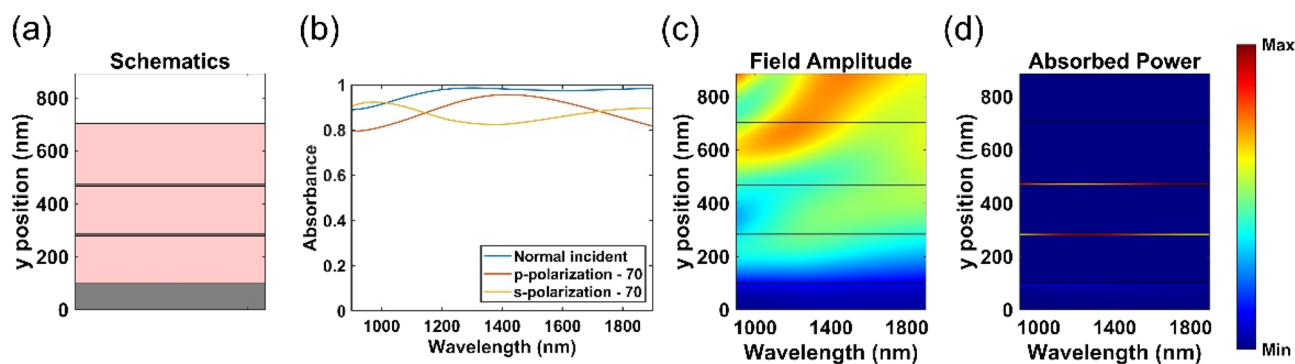 (a)
Schematics
y position (nm)
800
600
400
200
0
(b)
Absorbance
1
0.8
0.6
0.4
0.2
0
Normal incident
p-polarization - 70
s-polarization - 70
1000 1200 1400 1600 1800
Wavelength (nm)
(c)
Field Amplitude
y position (nm)
800
600
400
200
0
1000 1400 1800
Wavelength (nm)
(d)
Absorbed Power
y position (nm)
800
600
400
200
0
1000 1400 1800
Wavelength (nm)
Max
Min